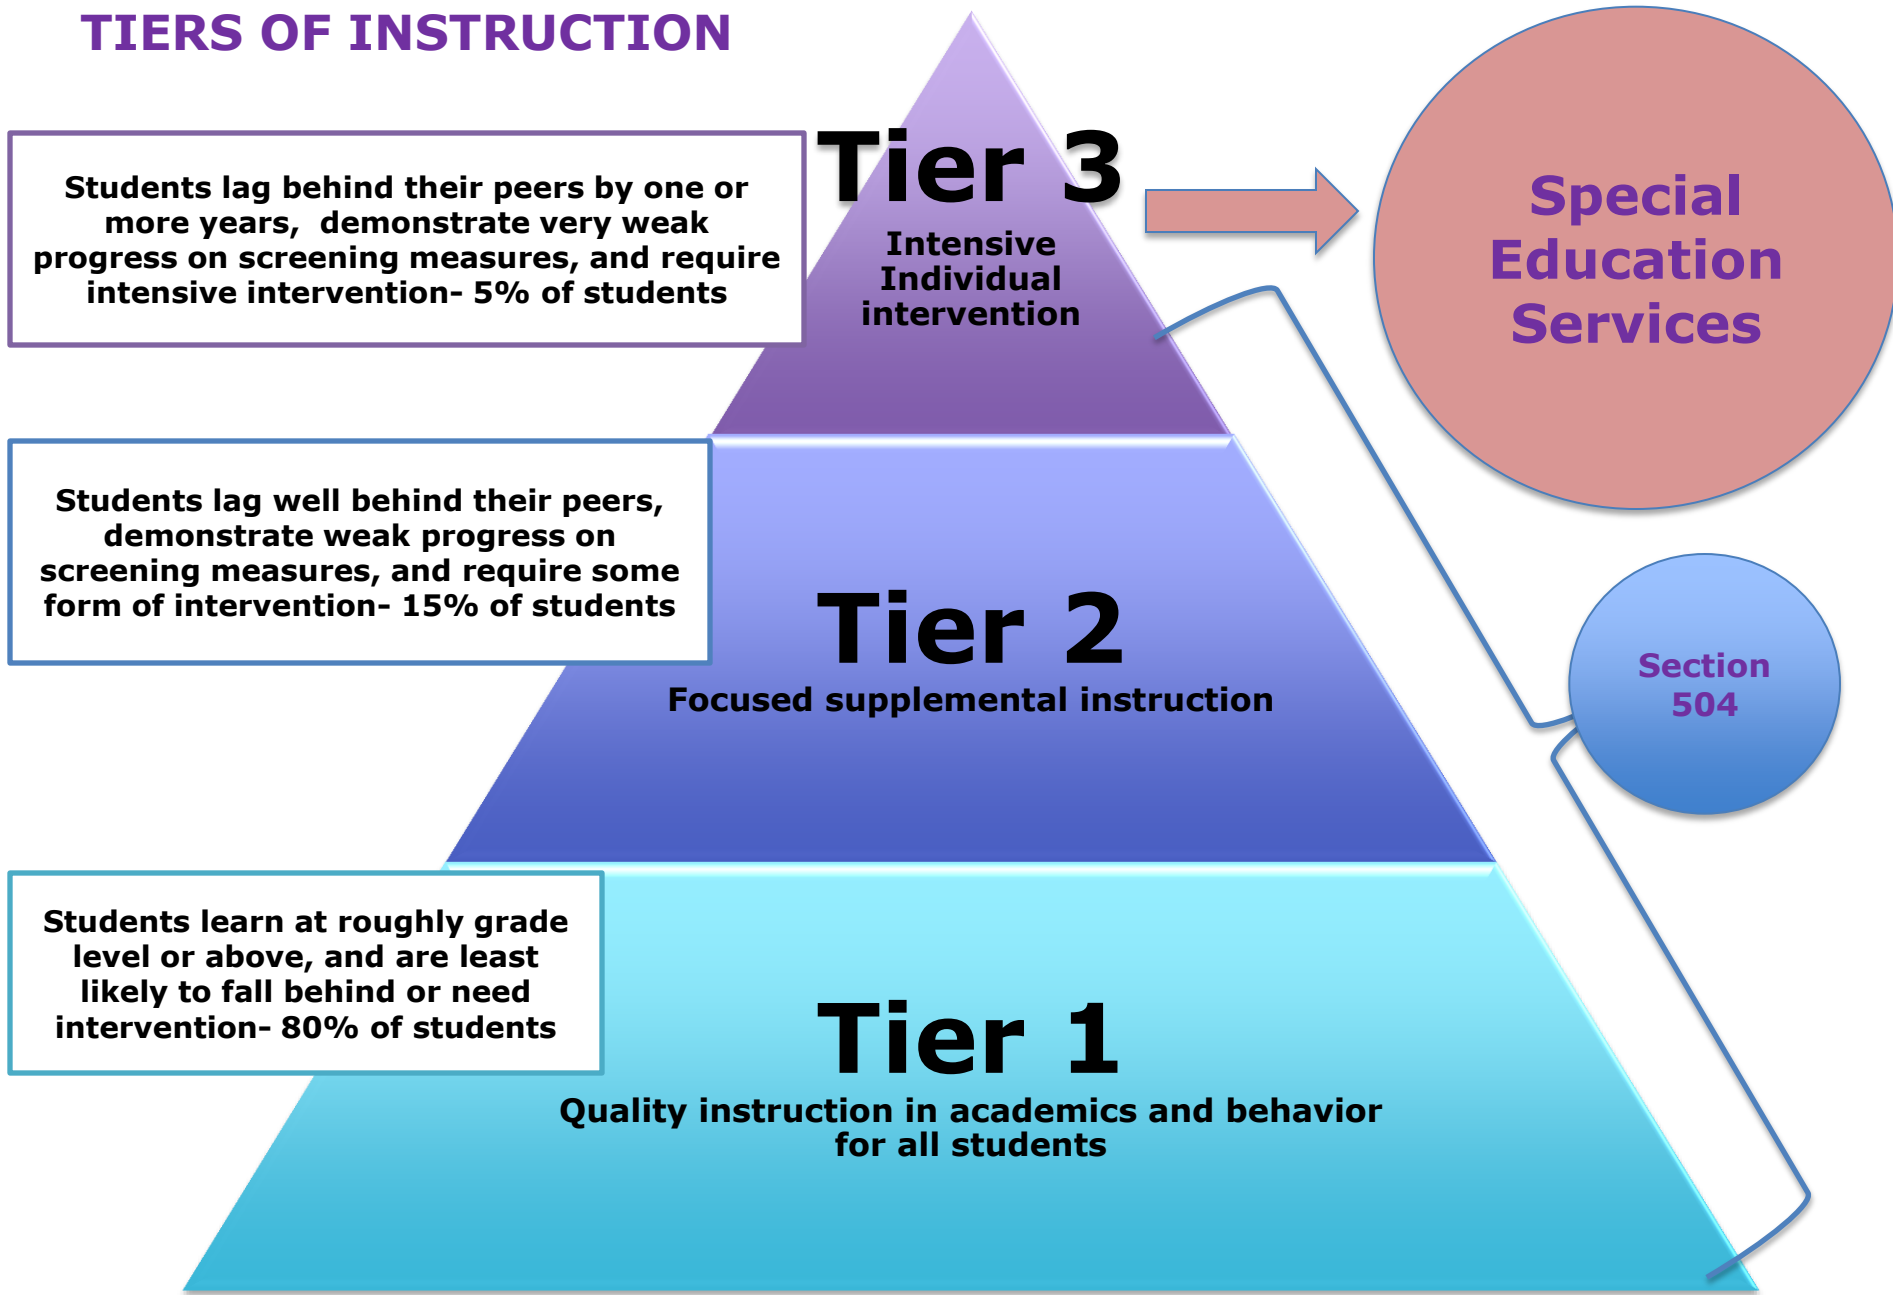 TIERS OF INSTRUCTION
Students lag behind their peers by one or
more years,  demonstrate very weak
progress on screening measures, and require
intensive intervention- 5% of students
Tier 3
Intensive
Individual
intervention
Special
Education
Services
Students lag well behind their peers,
demonstrate weak progress on
screening measures, and require some
form of intervention- 15% of students
Tier 2
Focused supplemental instruction
Section
504
Students learn at roughly grade
level or above, and are least
likely to fall behind or need
intervention- 80% of students
Tier 1
Quality instruction in academics and behavior
for all students